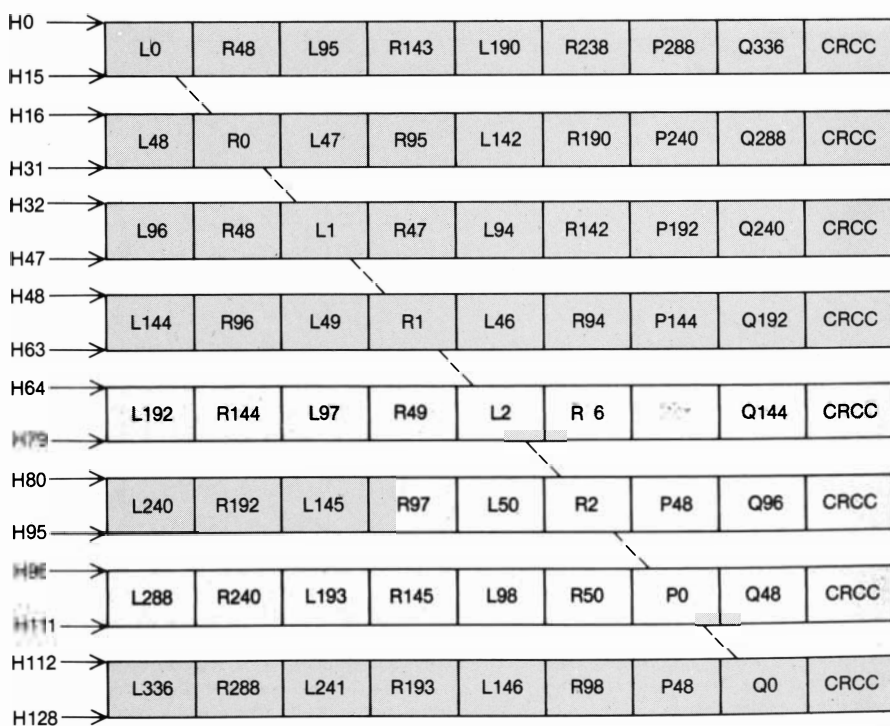 H0
L0 R48 L95 R143 L190 R238 P288 Q336 CRCC
H15
H16
L48 R0 L47 R95 L142 R190 P240 Q288 CRCC
H31
H32
L96 R48 L1 R47 L94 R142 P192 Q240 CRCC
H47
H48
L144 R96 L49 R1 L46 R94 P144 Q192 CRCC
H63
H64
L192 R144 L97 R49 L2 R 6 Q144 CRCC
H79
H80
L240 R192 L145 R97 L50 R2 P48 Q96 CRCC
H95
L288 R240 L193 R145 L98 R50 P0 Q48 CRCC
H111
H112
L336 R288 L241 R193 L146 R98 P48 Q0 CRCC
H128